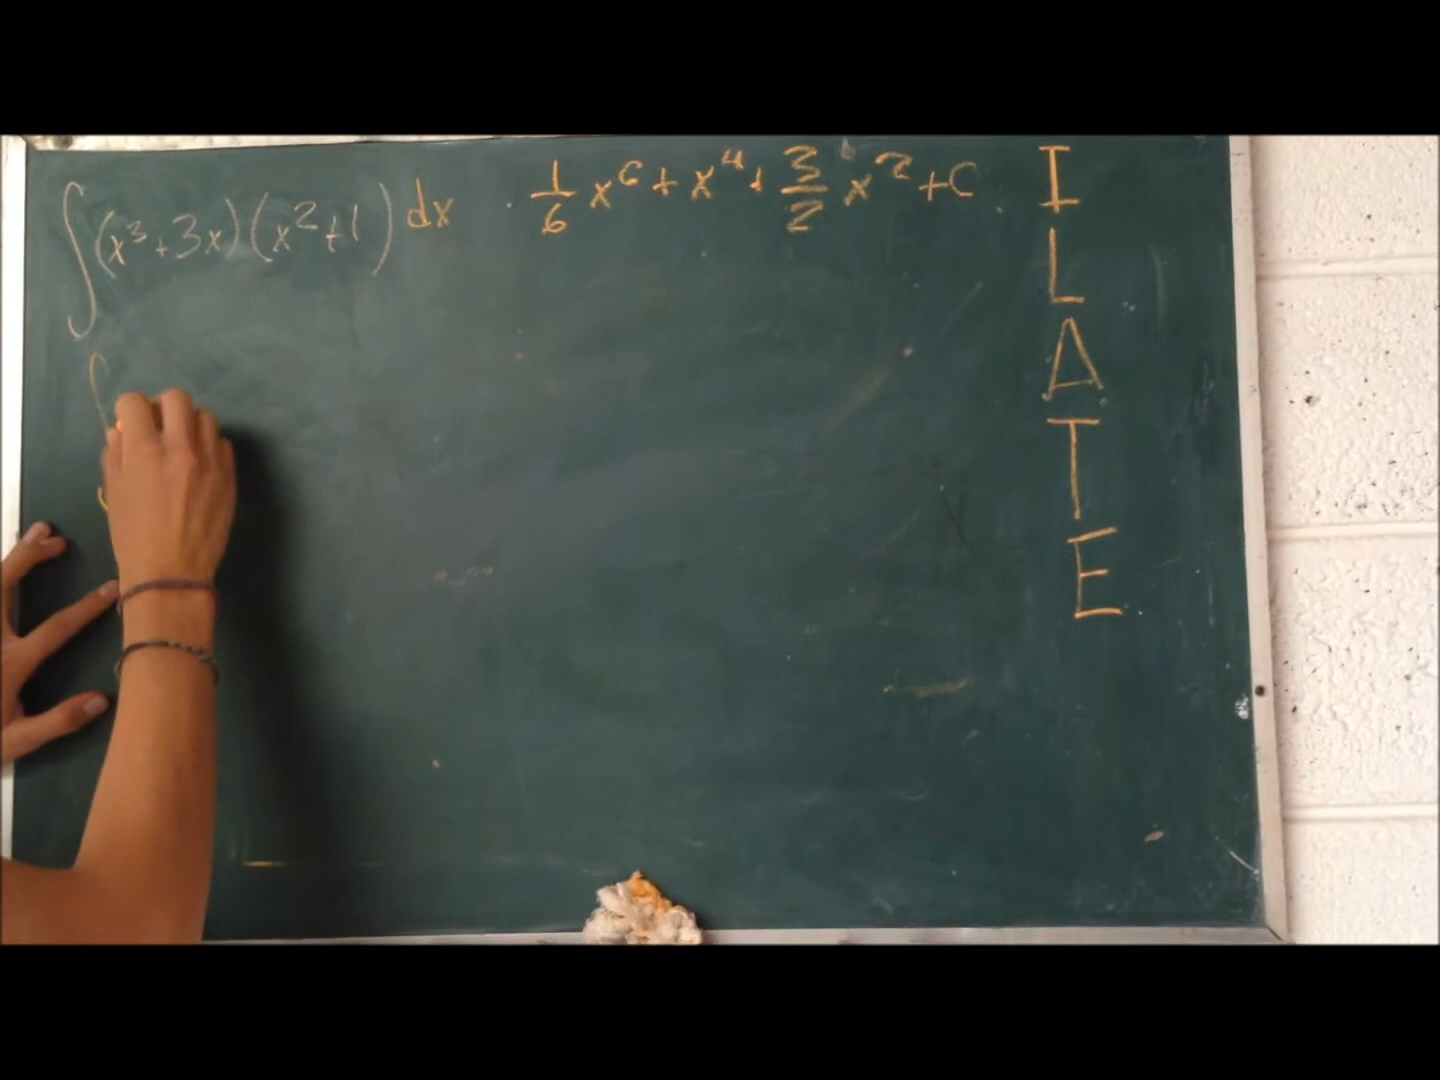 ∫(x³+3x)(x²+1) dx
1/6 x⁶ + x⁴ + 3/2 x² + C
∫
I
L
A
T
E